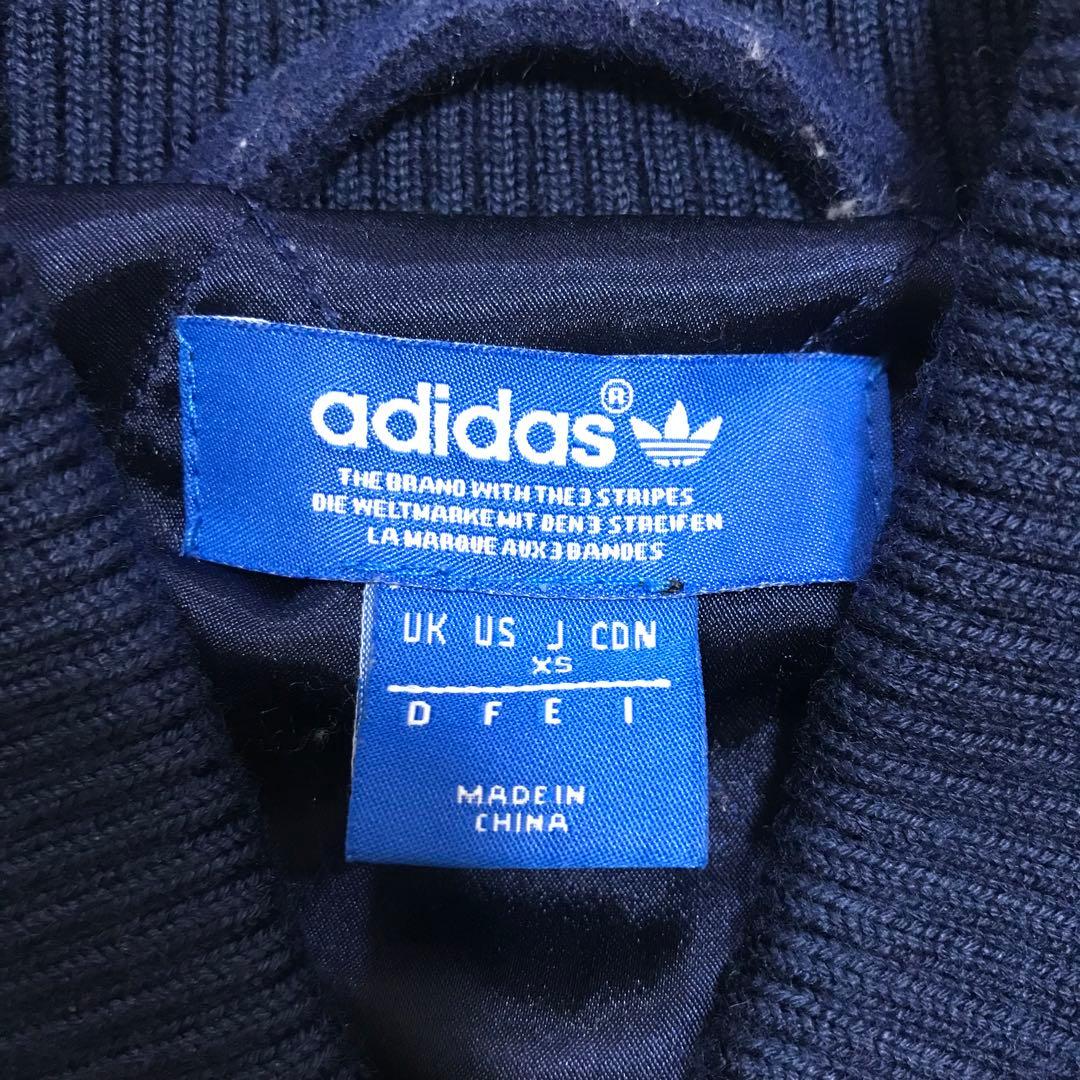 adidas®
THE BRAND WITH THE 3 STRIPES
DIE WELTMARKE MIT DEN 3 STREIFEN
LA MARQUE AUX 3 BANDES
UK US J CDN
XS
D F E I
MADE IN
CHINA